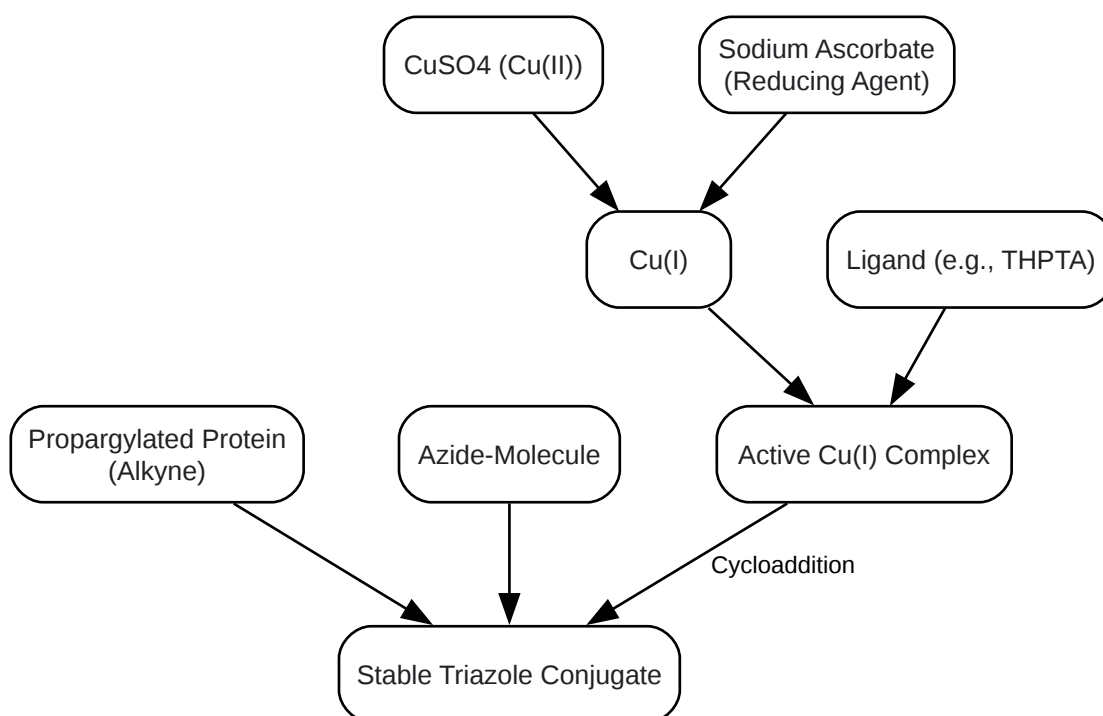 CuSO4 (Cu(II))
Sodium Ascorbate
(Reducing Agent)
Cu(I)
Ligand (e.g., THPTA)
Propargylated Protein
(Alkyne)
Azide-Molecule
Active Cu(I) Complex
Cycloaddition
Stable Triazole Conjugate